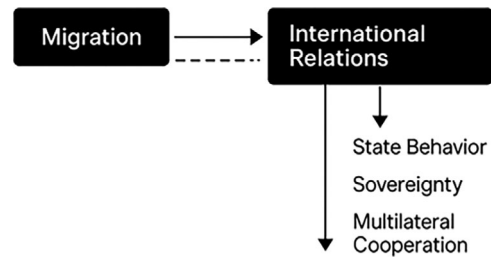 Migration
International
Relations
State Behavior
Sovereignty
Multilateral
Cooperation